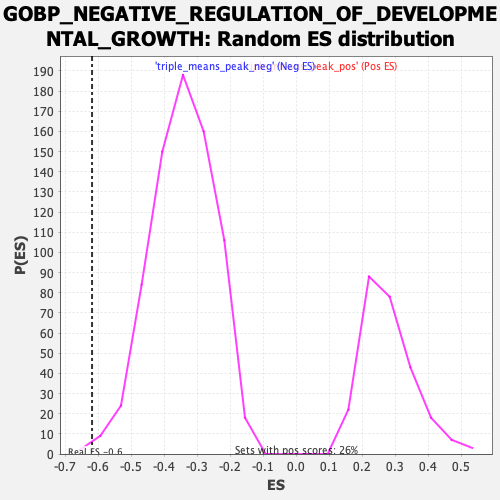 GOBP_NEGATIVE_REGULATION_OF_DEVELOPME
NTAL_GROWTH: Random ES distribution
'triple_means_peak_neg' (Neg ES)
eak_pos' (Pos ES)
190
180
170
160
150
140
130
120
110
100
90
80
70
60
50
40
30
20
10
0
P(ES)
Real ES -0.6
Sets with pos scores: 26%
-0.7 -0.6 -0.5 -0.4 -0.3 -0.2 -0.1 0.0 0.1 0.2 0.3 0.4 0.5
ES